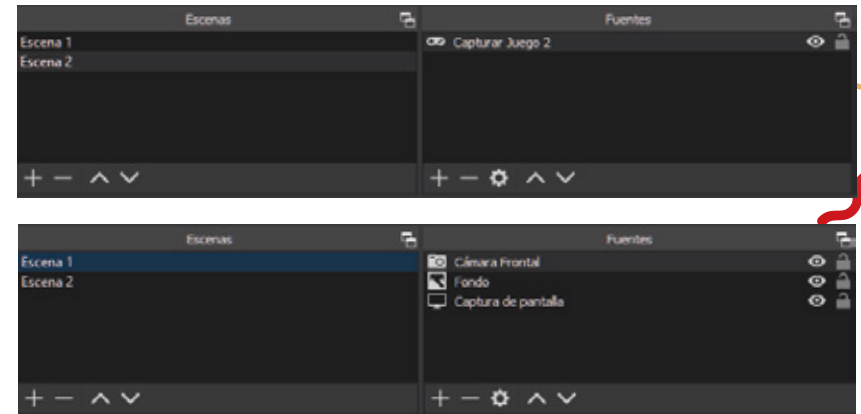 Escenas
Fuentes
Escena 1
Capturar Juego 2
Escena 2
Escenas
Fuentes
Escena 1
Cámara Frontal
Escena 2
Fondo
Captura de pantalla